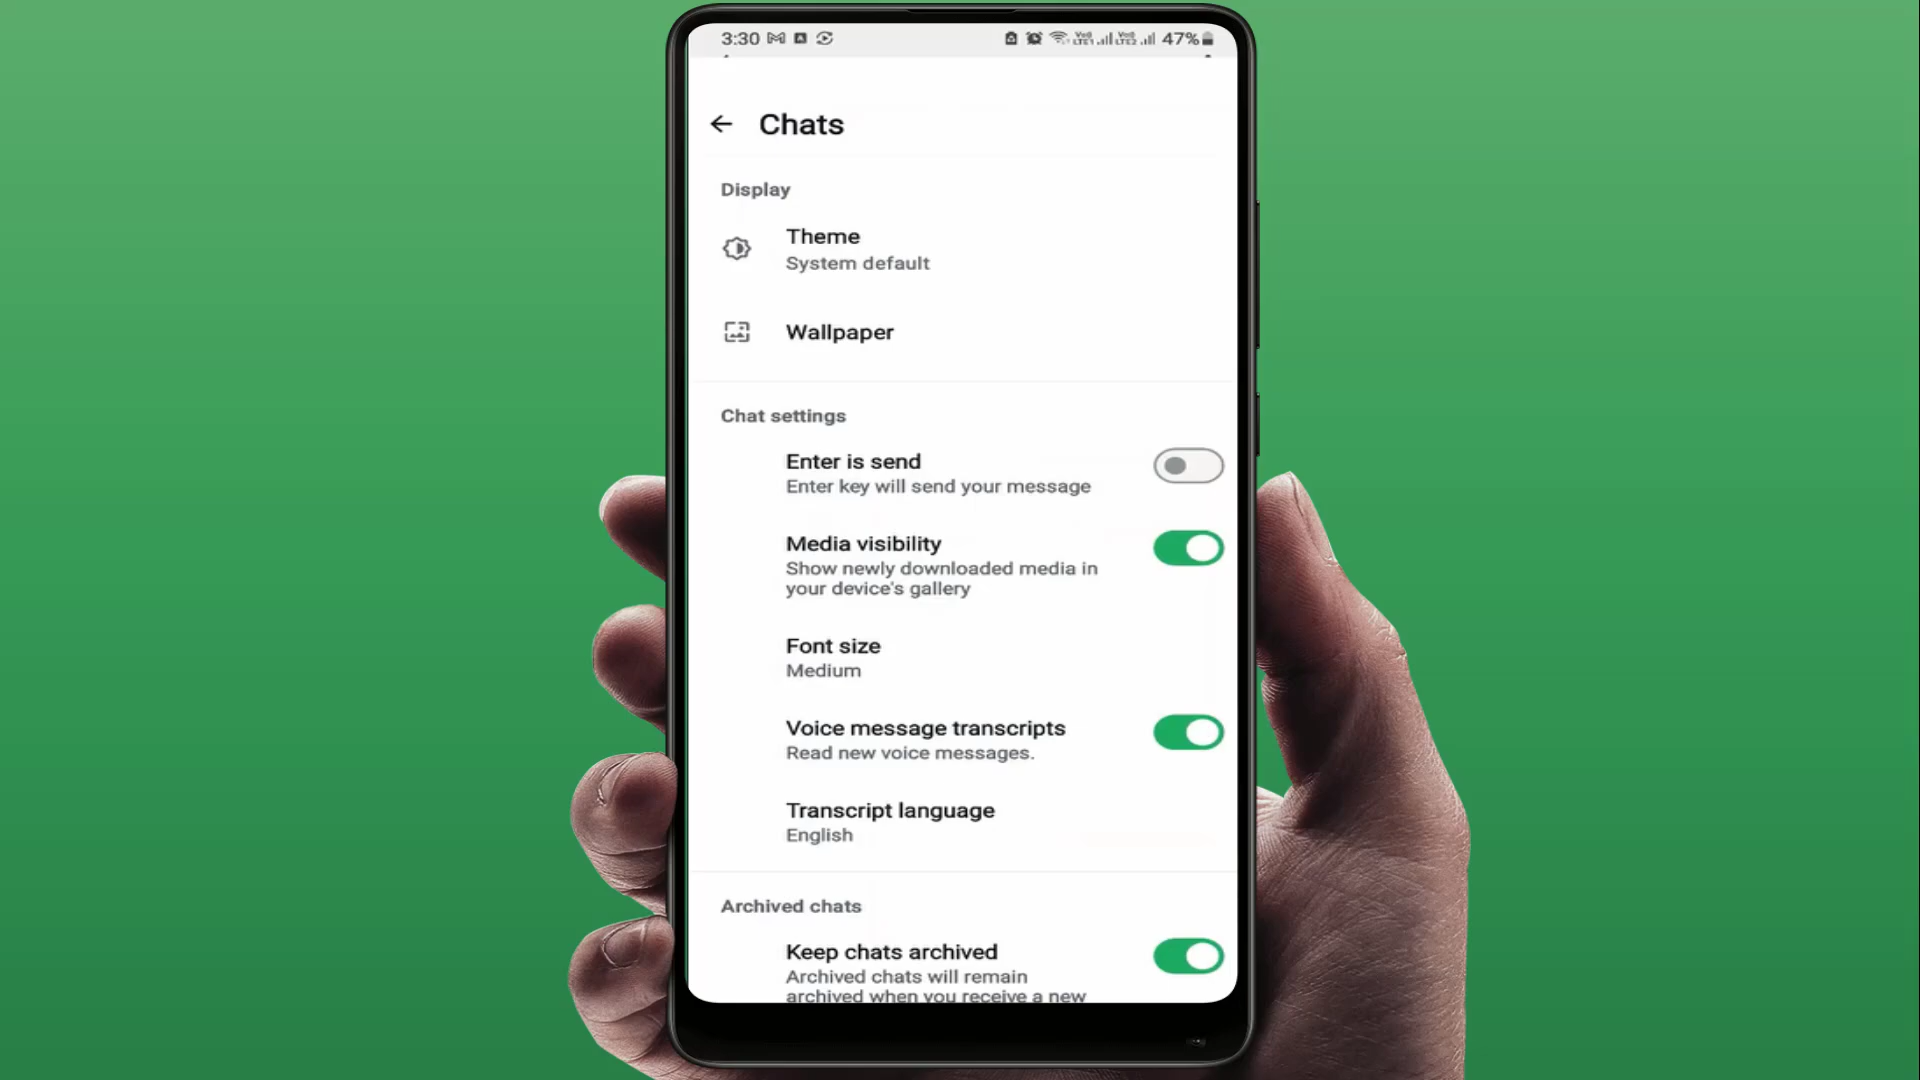 3:30 47%
Chats
Display
Theme
System default
Wallpaper
Chat settings
Enter is send
Enter key will send your message
Media visibility
Show newly downloaded media in
your device's gallery
Font size
Medium
Voice message transcripts
Read new voice messages.
Transcript language
English
Archived chats
Keep chats archived
Archived chats will remain
archived when you receive a new